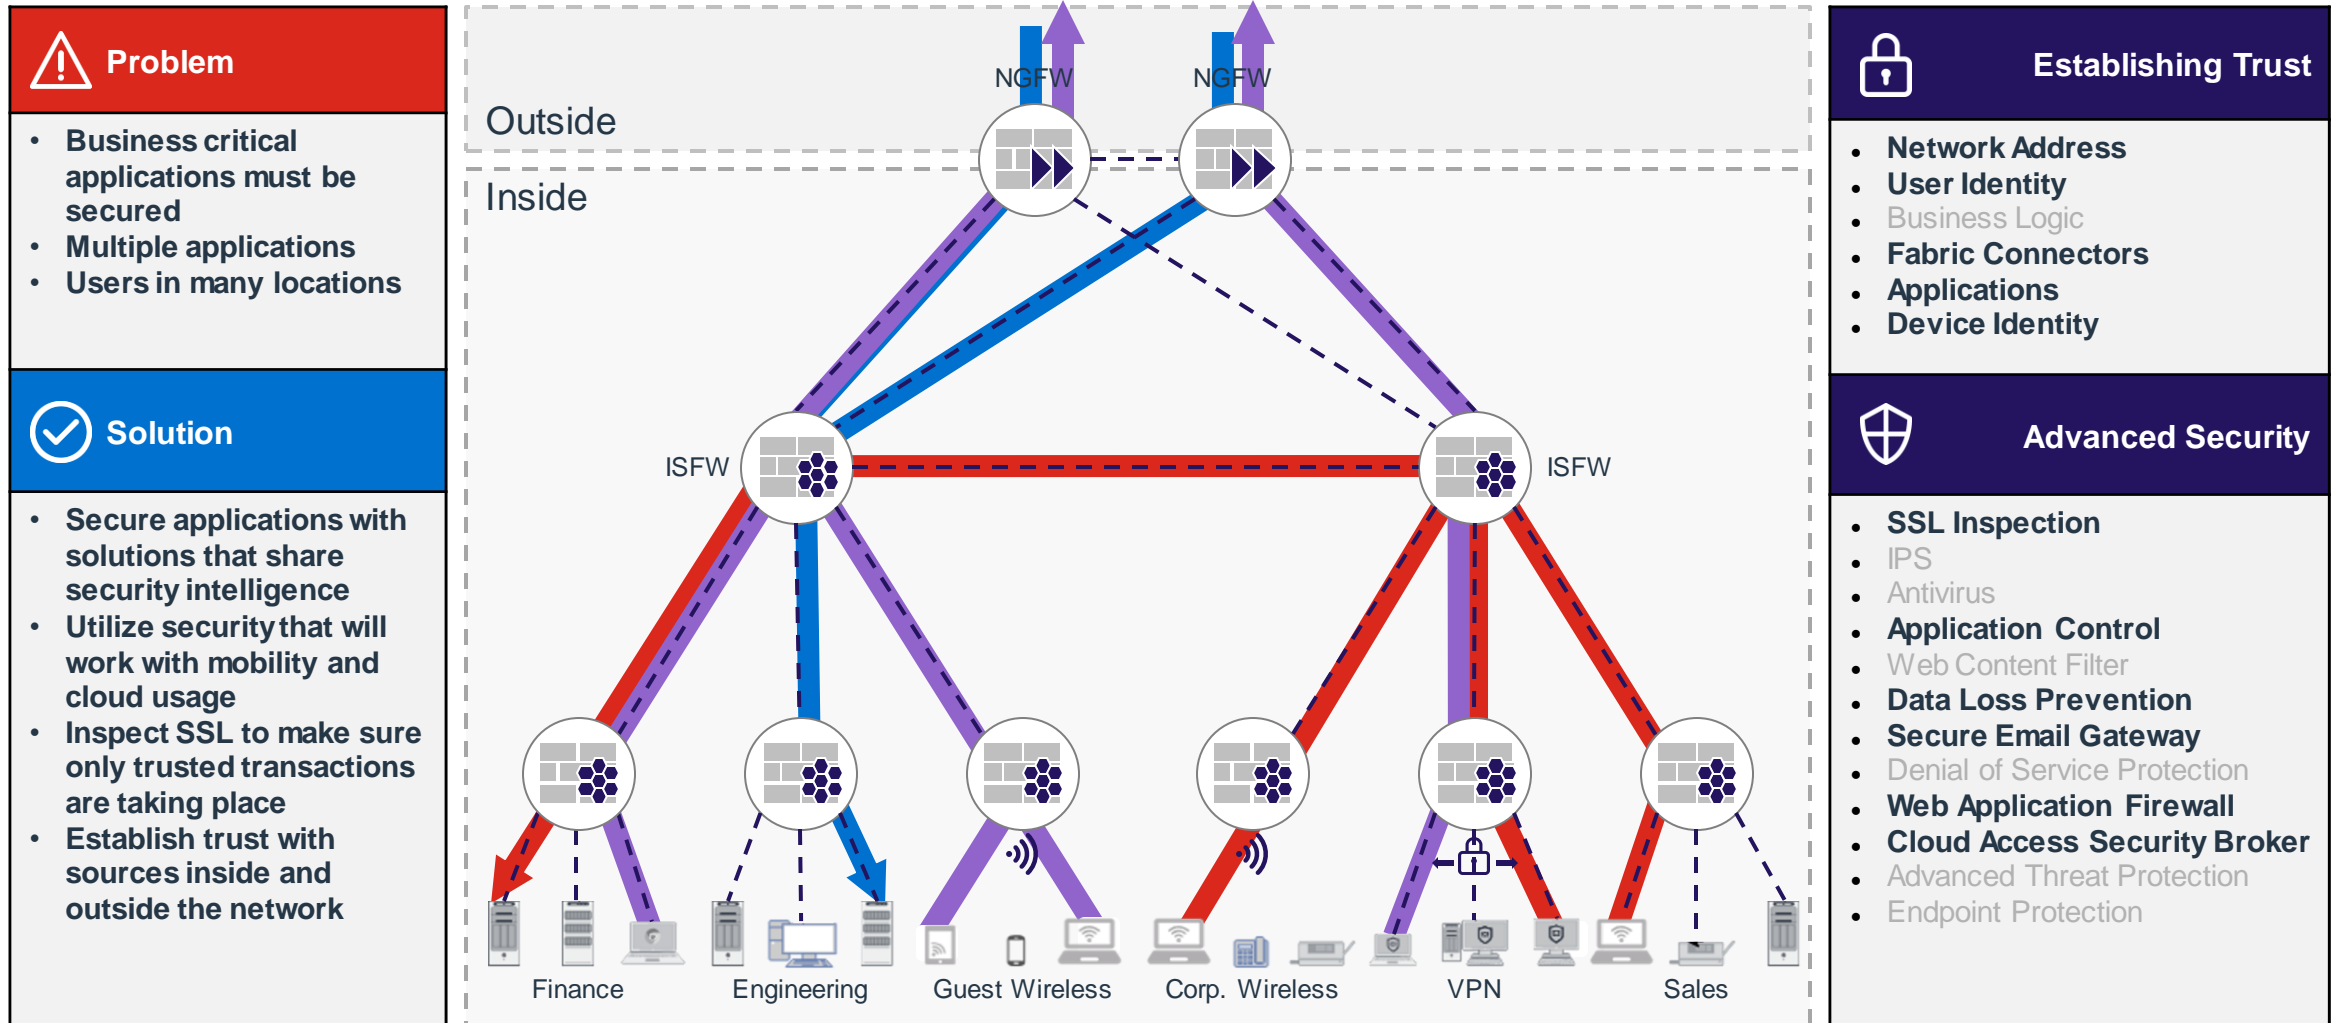 Problem
• Business critical
applications must be
secured
• Multiple applications
• Users in many locations
Solution
• Secure applications with
solutions that share
security intelligence
• Utilize security that will
work with mobility and
cloud usage
• Inspect SSL to make sure
only trusted transactions
are taking place
• Establish trust with
sources inside and
outside the network
NGFW
NGFW
Outside
Inside
ISFW
ISFW
Finance
Engineering
Guest Wireless
Corp. Wireless
VPN
Sales
Establishing Trust
• Network Address
• User Identity
• Business Logic
• Fabric Connectors
• Applications
• Device Identity
Advanced Security
• SSL Inspection
• IPS
• Antivirus
• Application Control
• Web Content Filter
• Data Loss Prevention
• Secure Email Gateway
• Denial of Service Protection
• Web Application Firewall
• Cloud Access Security Broker
• Advanced Threat Protection
• Endpoint Protection